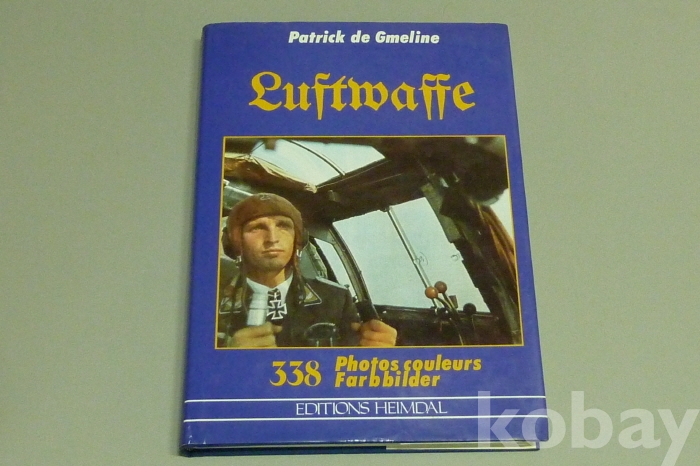 Patrick de Gmeline
Luftwaffe
338 Photos couleurs
Farbbilder
EDITIONS HEIMDAL
kobay